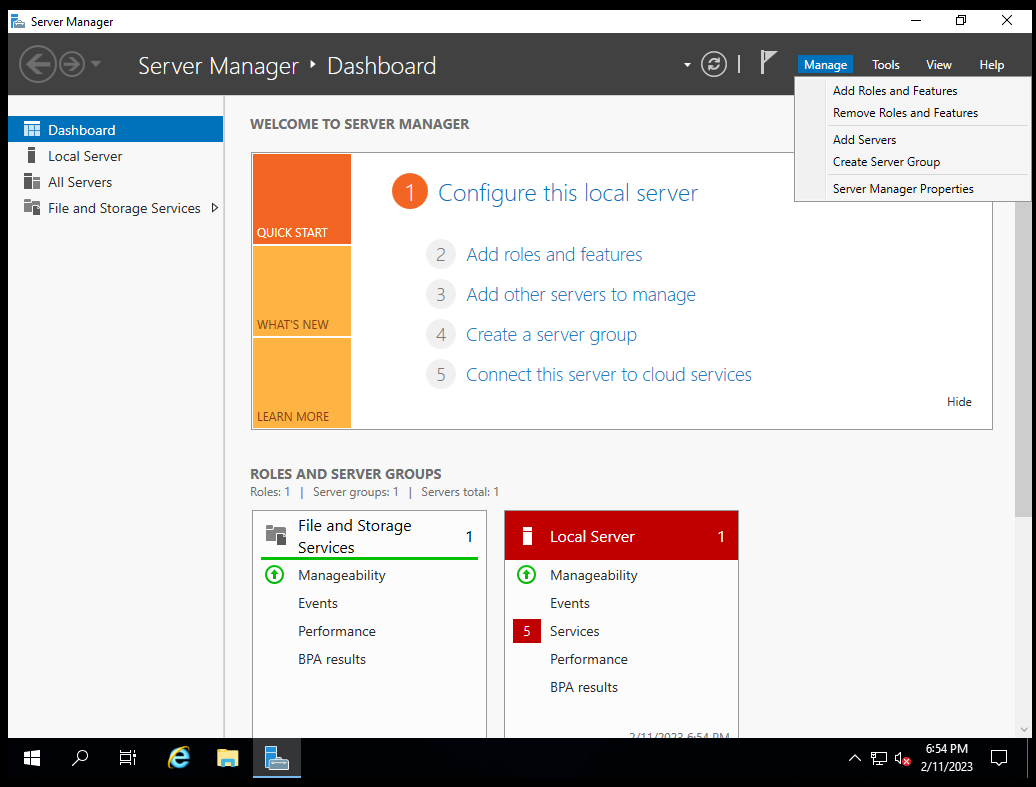 Server Manager
Server Manager ‣ Dashboard
Manage Tools View Help
Add Roles and Features
Remove Roles and Features
Add Servers
Create Server Group
Server Manager Properties
Dashboard
Local Server
All Servers
File and Storage Services
WELCOME TO SERVER MANAGER
QUICK START
WHAT'S NEW
LEARN MORE
1 Configure this local server
2 Add roles and features
3 Add other servers to manage
4 Create a server group
5 Connect this server to cloud services
Hide
ROLES AND SERVER GROUPS
Roles: 1 | Server groups: 1 | Servers total: 1
File and Storage
Services 1
Manageability
Events
Performance
BPA results
Local Server 1
Manageability
Events
5 Services
Performance
BPA results
2/11/2023 6:54 PM
6:54 PM
2/11/2023